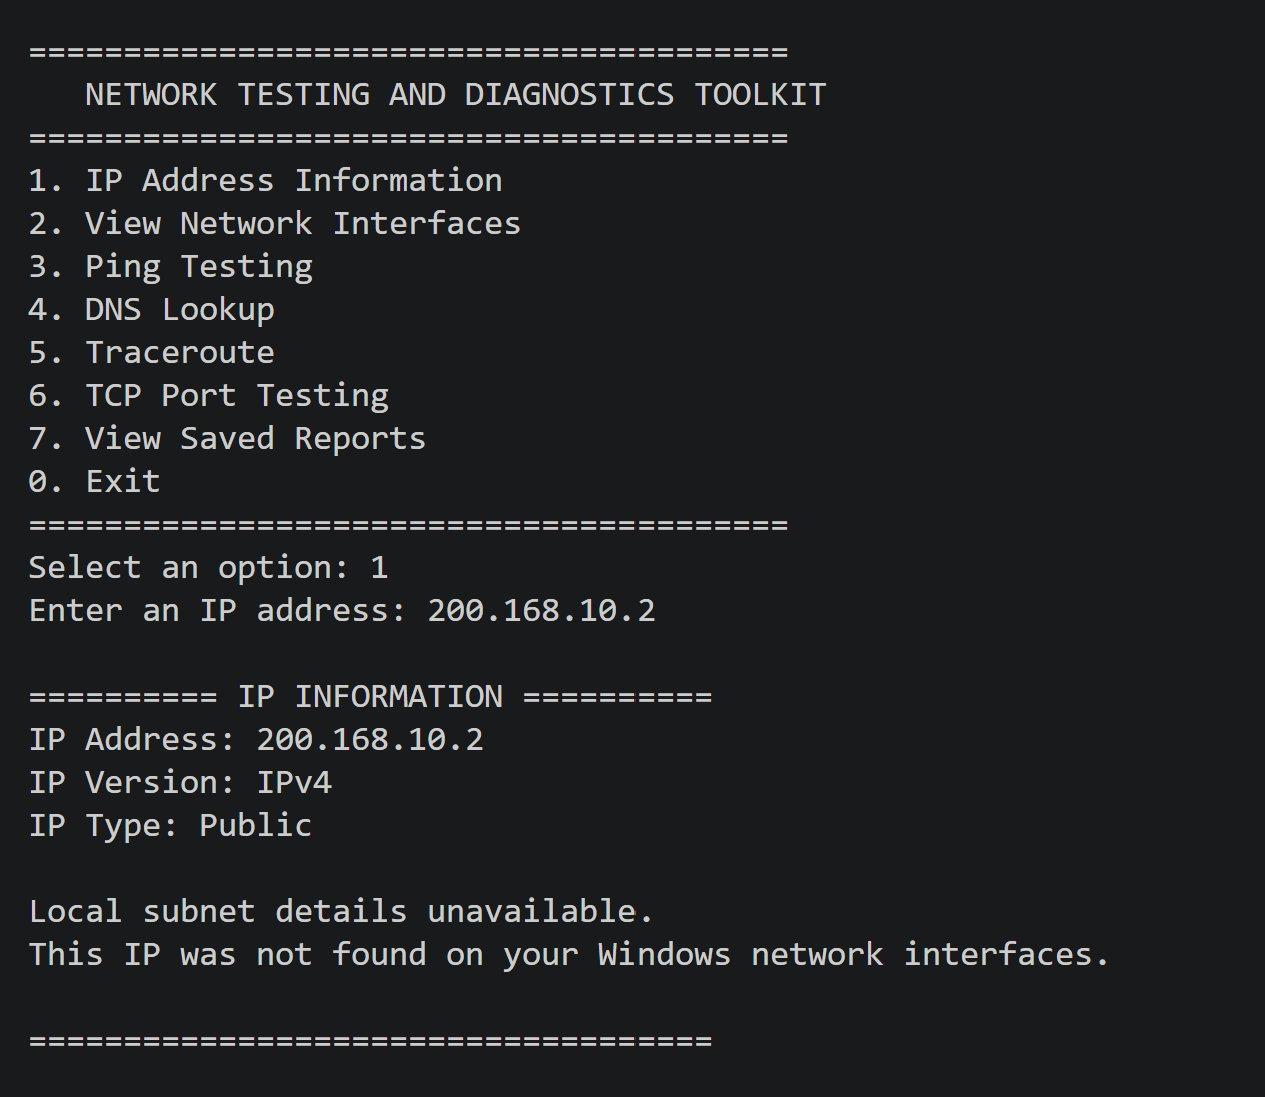 ========================================
   NETWORK TESTING AND DIAGNOSTICS TOOLKIT
========================================
1. IP Address Information
2. View Network Interfaces
3. Ping Testing
4. DNS Lookup
5. Traceroute
6. TCP Port Testing
7. View Saved Reports
0. Exit
========================================
Select an option: 1
Enter an IP address: 200.168.10.2

========== IP INFORMATION ==========
IP Address: 200.168.10.2
IP Version: IPv4
IP Type: Public

Local subnet details unavailable.
This IP was not found on your Windows network interfaces.

====================================